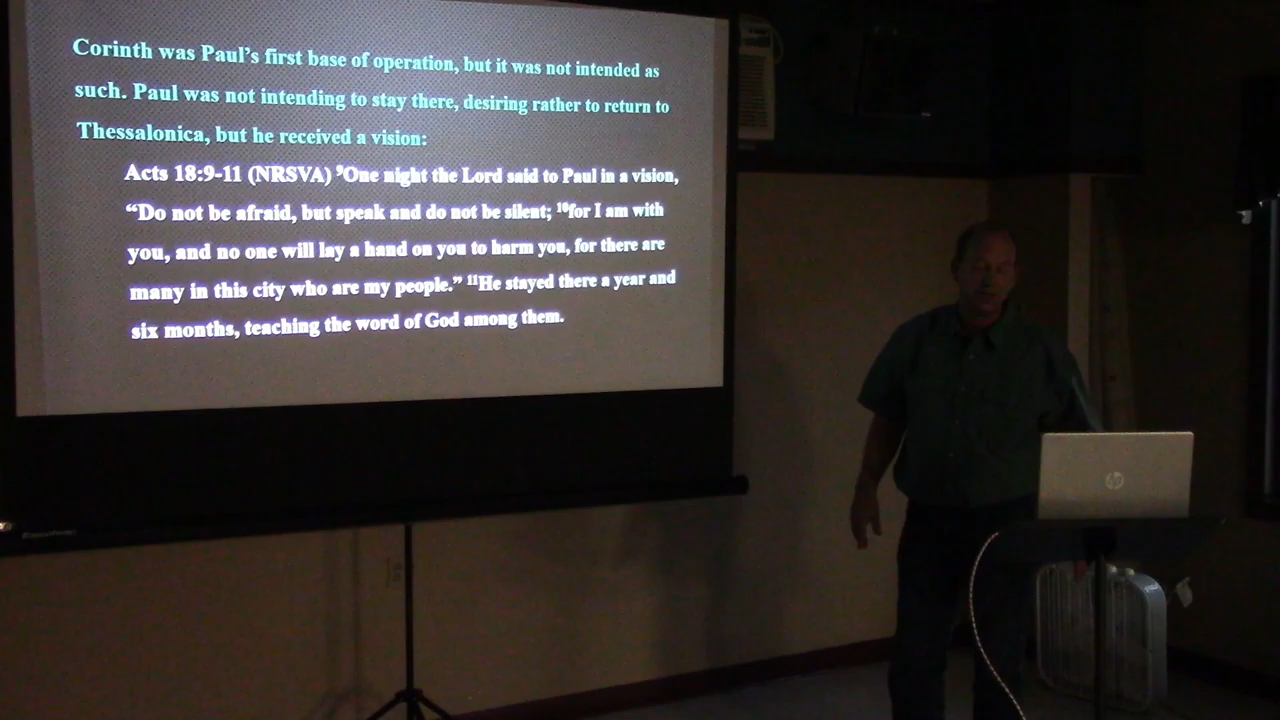 Corinth was Paul's first base of operation, but it was not intended as
such. Paul was not intending to stay there, desiring rather to return to
Thessalonica, but he received a vision:
Acts 18:9-11 (NRSVA) ⁹One night the Lord said to Paul in a vision,
“Do not be afraid, but speak and do not be silent; ¹⁰for I am with
you, and no one will lay a hand on you to harm you, for there are
many in this city who are my people.” ¹¹He stayed there a year and
six months, teaching the word of God among them.
hp